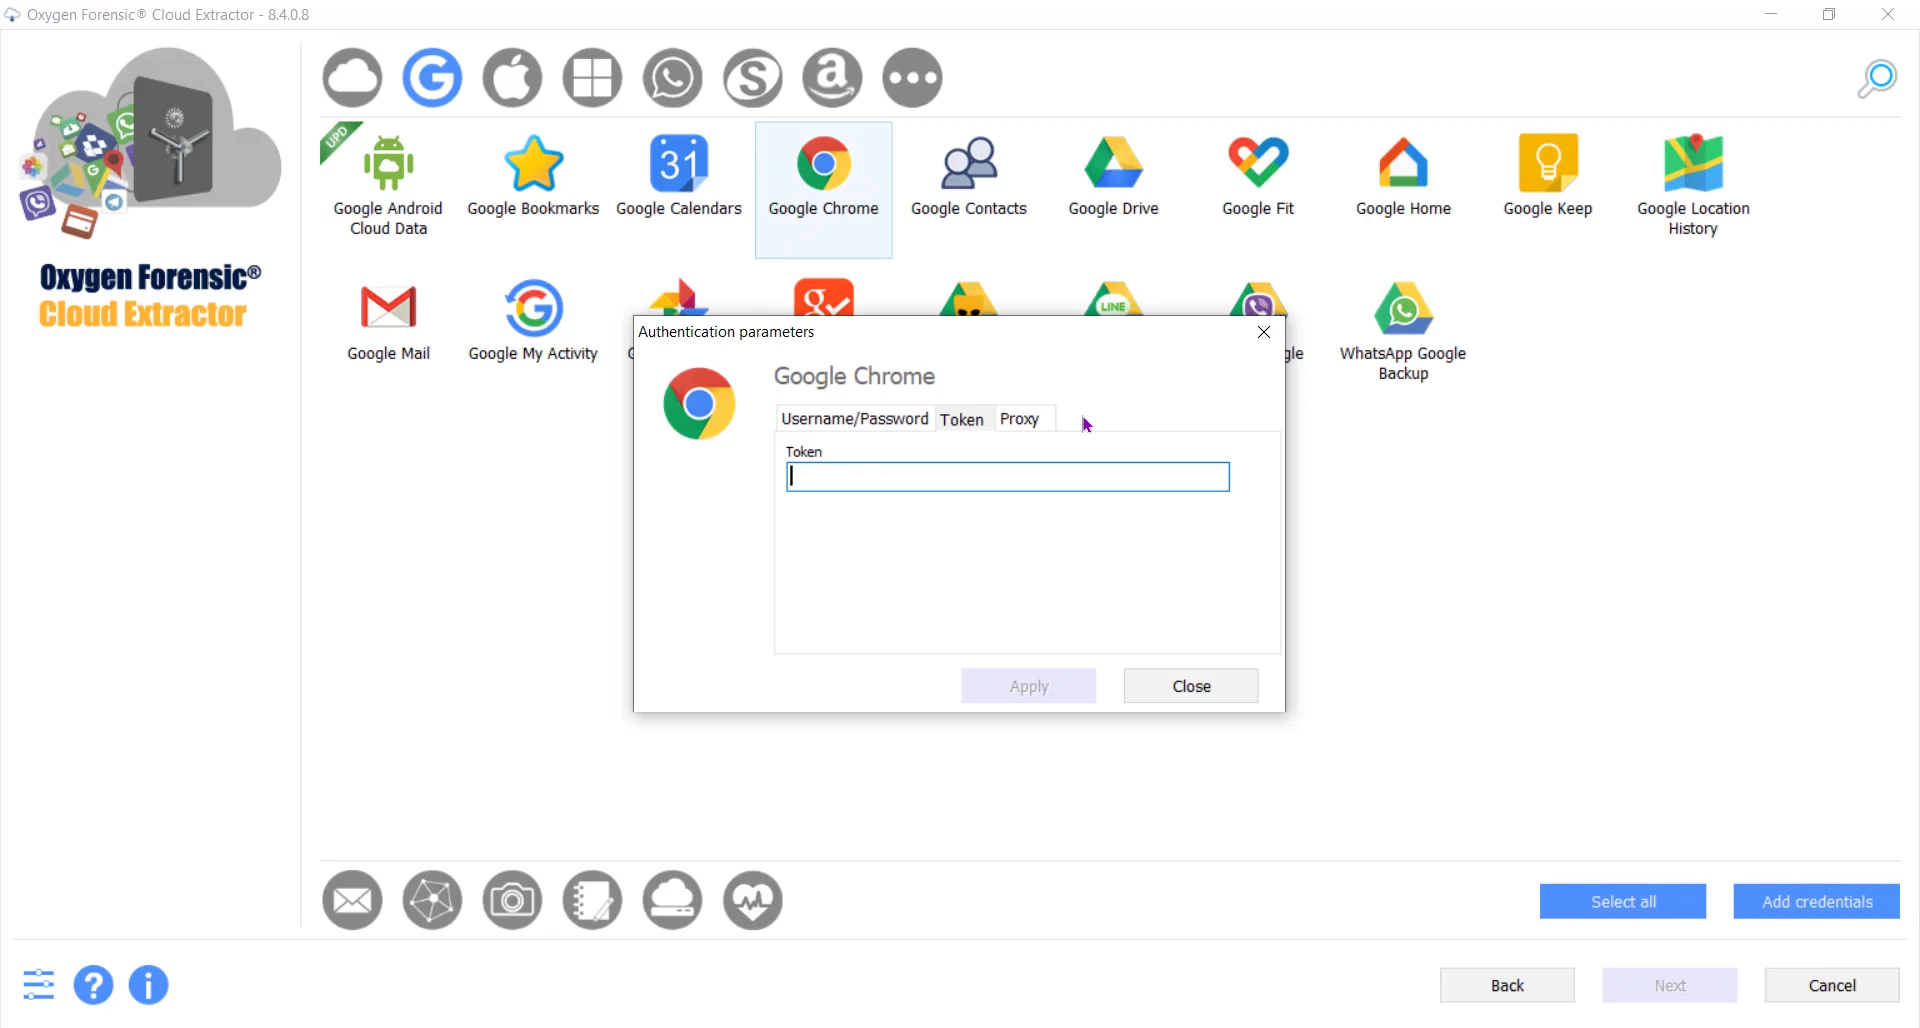 Oxygen Forensic® Cloud Extractor - 8.4.0.8
Oxygen Forensic®
Cloud Extractor
UPD
31
Google Android
Cloud Data
Google Bookmarks
Google Calendars
Google Chrome
Google Contacts
Google Drive
Google Fit
Google Home
Google Keep
Google Location
History
LINE
Google Mail
Google My Activity
gle
WhatsApp Google
Backup
Authentication parameters
Google Chrome
Username/Password
Token
Proxy
Token
Apply
Close
Select all
Add credentials
Back
Next
Cancel